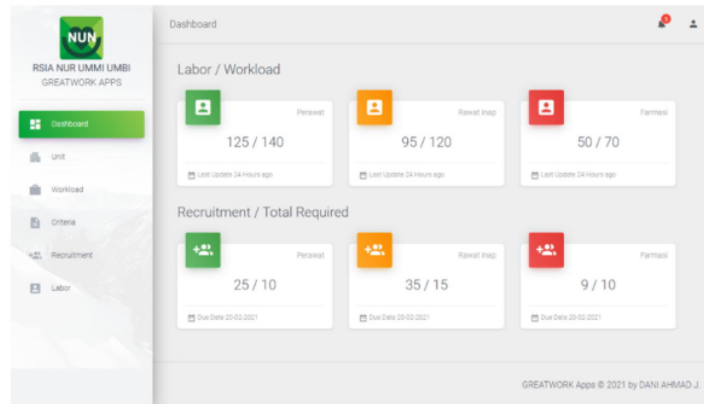 NUN
RSIA NUR UMMI UMBI
GREATWORK APPS
Dashboard
Unit
Workload
Criteria
Recruitment
Labor
Dashboard
Labor / Workload
Perawat
125 / 140
Last Update 24 Hours ago
Rawat Inap
95 / 120
Last Update 24 Hours ago
Farmasi
50 / 70
Last Update 24 Hours ago
Recruitment / Total Required
Perawat
25 / 10
Due Date 20-02-2021
Rawat Inap
35 / 15
Due Date 20-02-2021
Farmasi
9 / 10
Due Date 20-02-2021
GREATWORK Apps © 2021 by DANI AHMAD J.